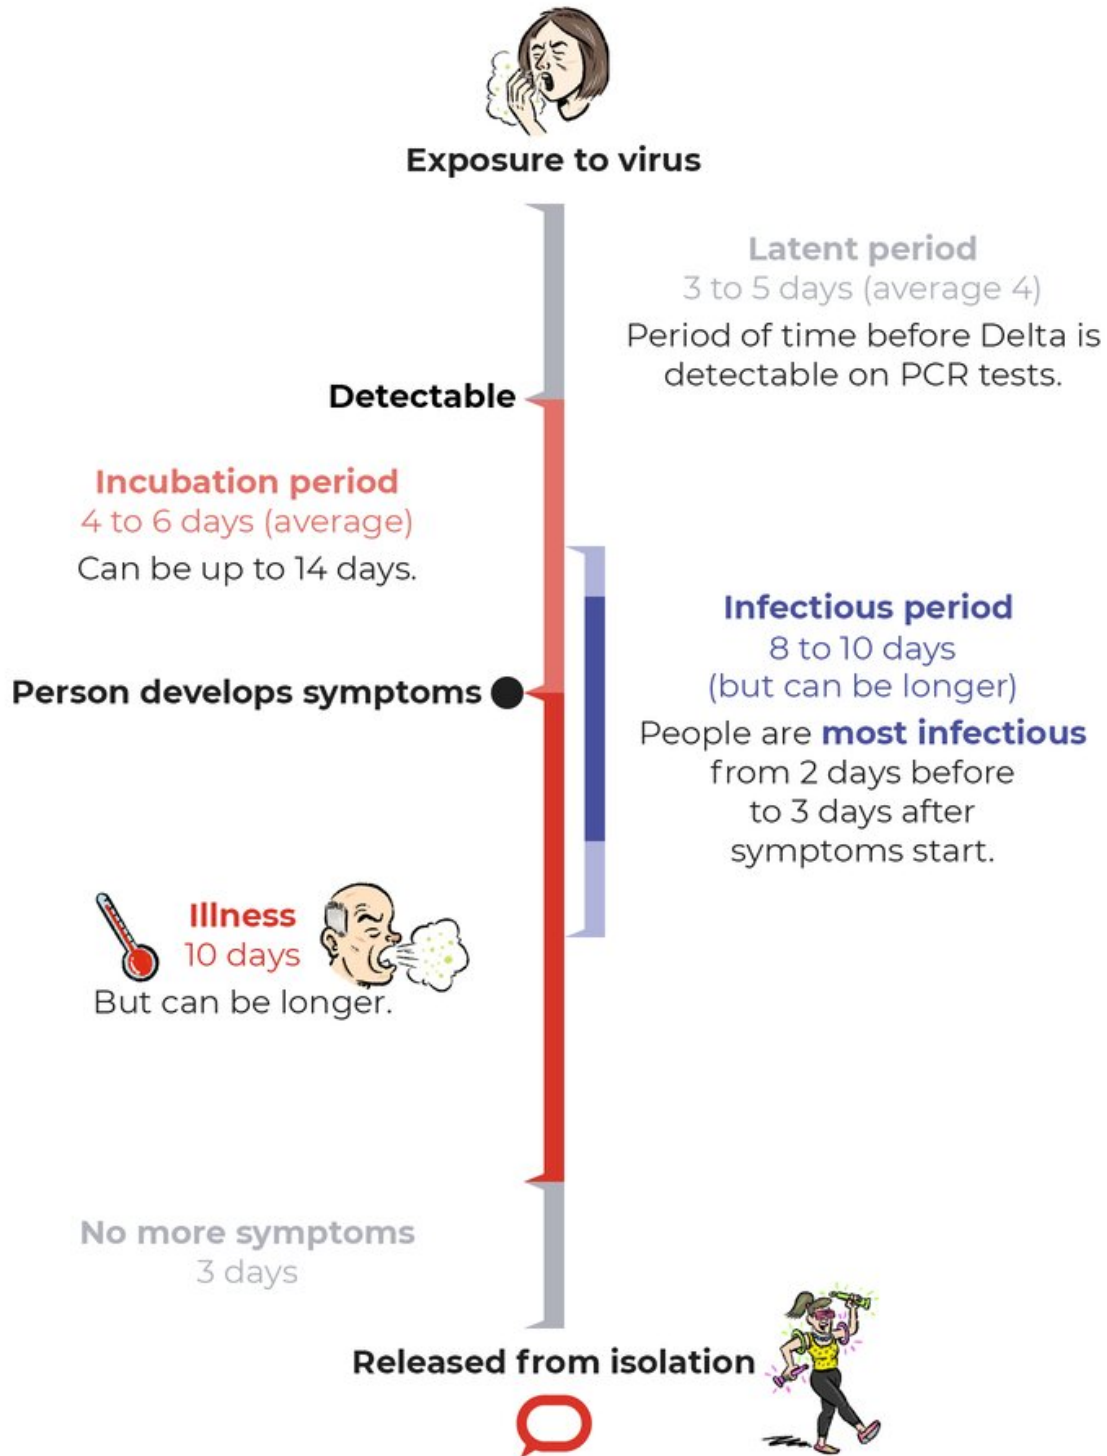 Exposure to virus
Latent period
3 to 5 days (average 4)
Period of time before Delta is
detectable on PCR tests.
Detectable
Incubation period
4 to 6 days (average)
Can be up to 14 days.
Infectious period
8 to 10 days
(but can be longer)
People are most infectious
from 2 days before
to 3 days after
symptoms start.
Person develops symptoms
Illness
10 days
But can be longer.
No more symptoms
3 days
Released from isolation